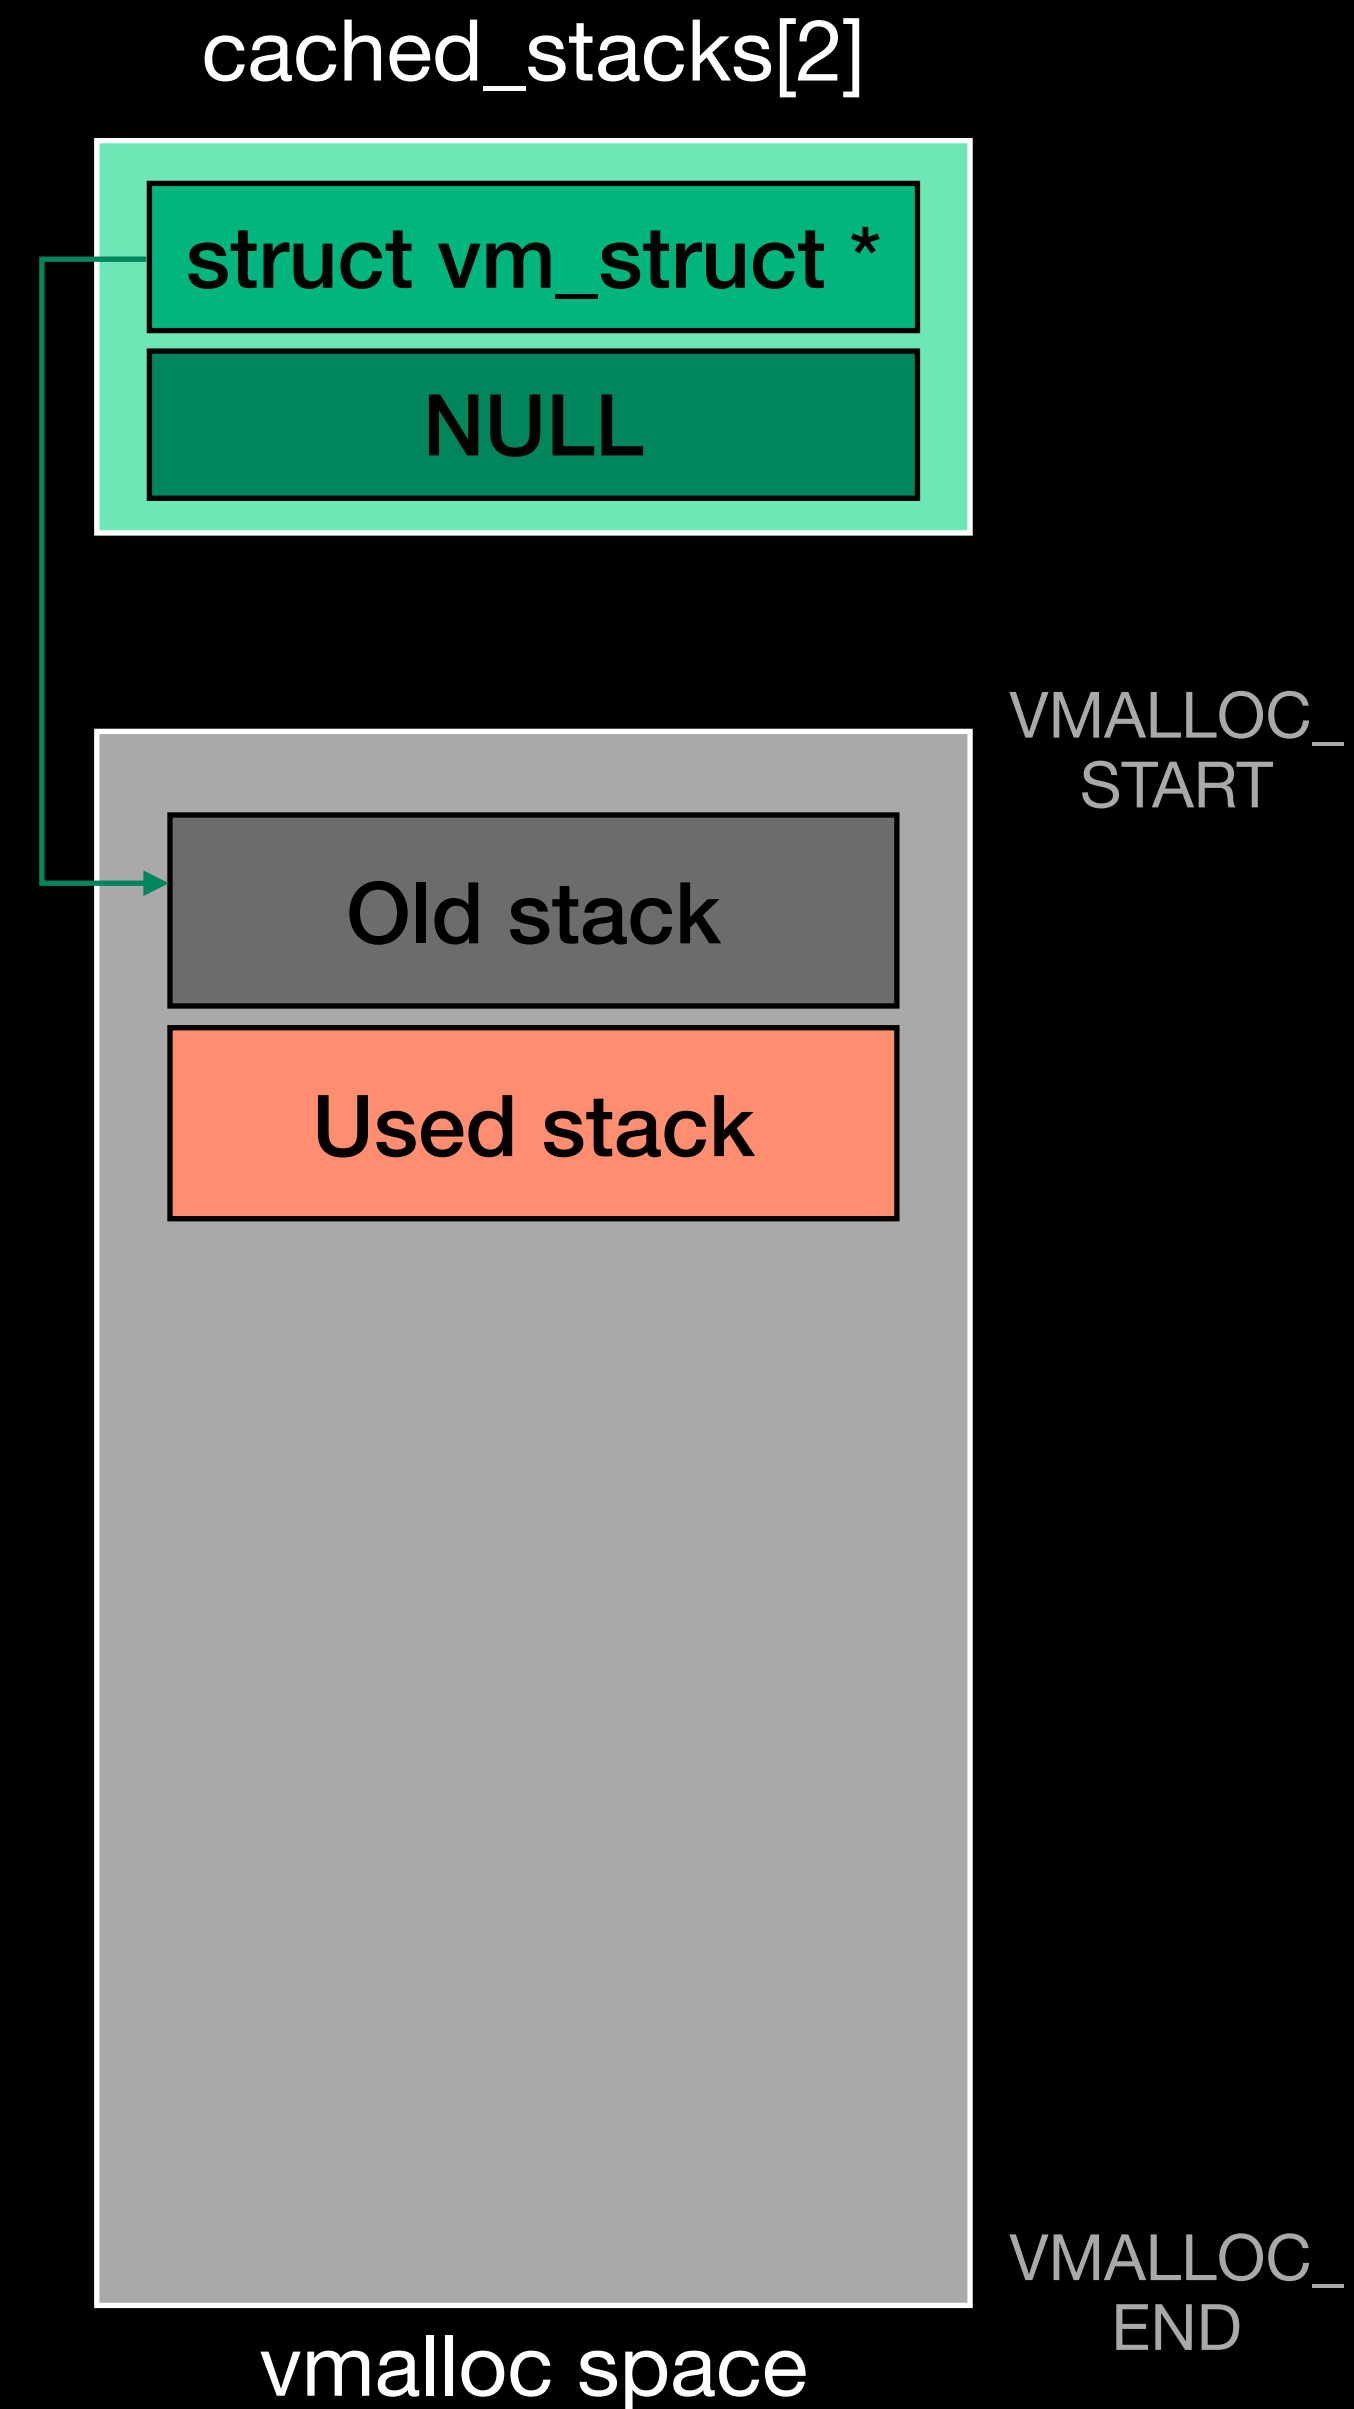 cached_stacks[2]
struct vm_struct *
NULL
VMALLOC_
START
Old stack
Used stack
VMALLOC_
END
vmalloc space